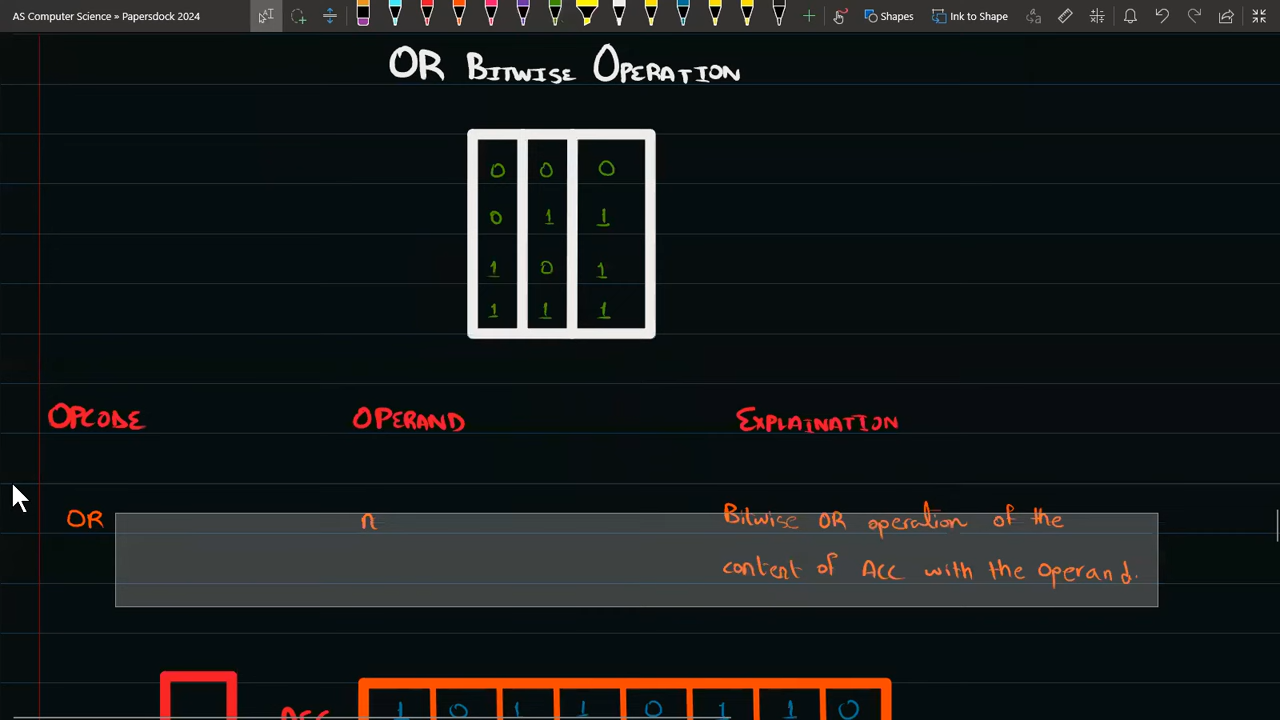 AS Computer Science » Papersdock 2024
Shapes
Ink to Shape
OR BITWISE OPERATION
0 0 0
0 1 1
1 0 1
1 1 1
OPCODE OPERAND EXPLAINATION
OR n Bitwise OR operation of the
content of ACC with the operand.
ACC 1 0 1 1 0 1 1 0